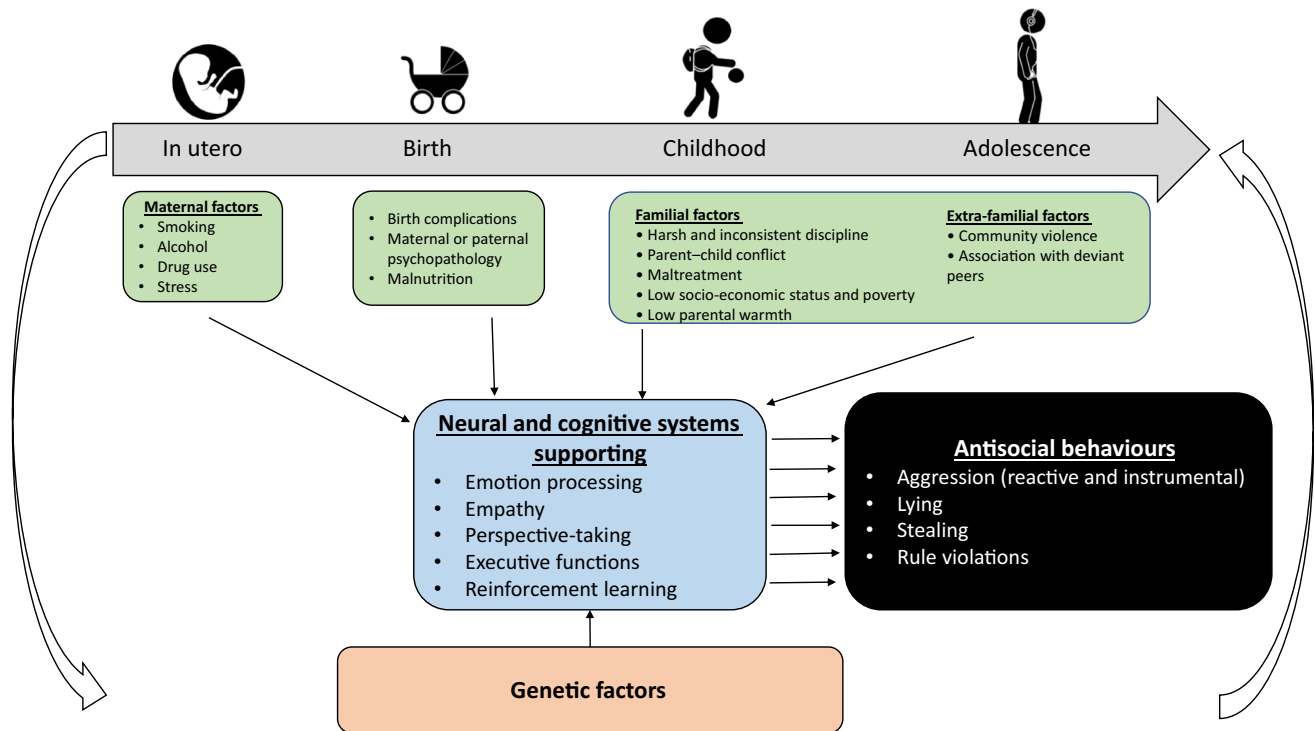 In utero
Birth
Childhood
Adolescence
Maternal factors
• Smoking
• Alcohol
• Drug use
• Stress
• Birth complications
• Maternal or paternal
psychopathology
• Malnutrition
Familial factors
• Harsh and inconsistent discipline
• Parent–child conflict
• Maltreatment
• Low socio-economic status and poverty
• Low parental warmth
Extra-familial factors
• Community violence
• Association with deviant
peers
Neural and cognitive systems
supporting
• Emotion processing
• Empathy
• Perspective-taking
• Executive functions
• Reinforcement learning
Antisocial behaviours
• Aggression (reactive and instrumental)
• Lying
• Stealing
• Rule violations
Genetic factors